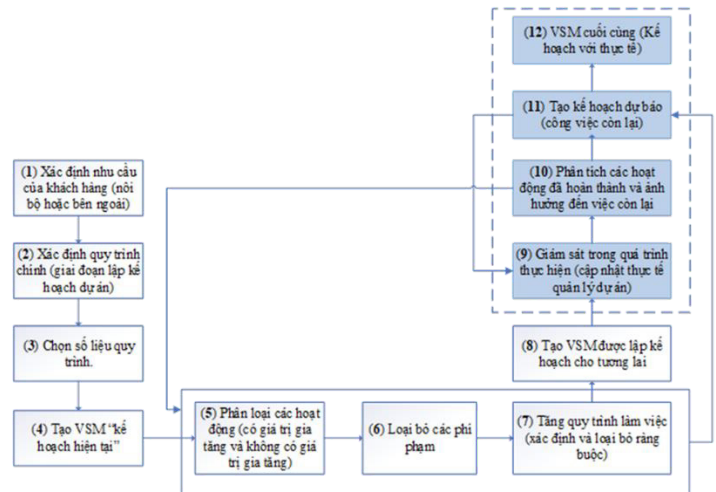 (1) Xác định nhu cầu
của khách hàng (nội
bộ hoặc bên ngoài)
(2) Xác định quy trình
chính (giai đoạn lập kế
hoạch dự án)
(3) Chọn số liệu quy
trình.
(4) Tạo VSM “kế
hoạch hiện tại”
(5) Phân loại các hoạt
động (có giá trị gia
tăng và không có giá
trị gia tăng)
(6) Loại bỏ các phí
phạm
(7) Tăng quy trình làm việc
(xác định và loại bỏ ràng
buộc)
(8) Tạo VSM được lập kế
hoạch cho tương lai
(9) Giám sát trong quá trình
thực hiện (cập nhật thực tế
quản lý dự án)
(10) Phân tích các hoạt
động đã hoàn thành và ảnh
hưởng đến việc còn lại
(11) Tạo kế hoạch dự báo
(công việc còn lại)
(12) VSM cuối cùng (Kế
hoạch với thực tế)